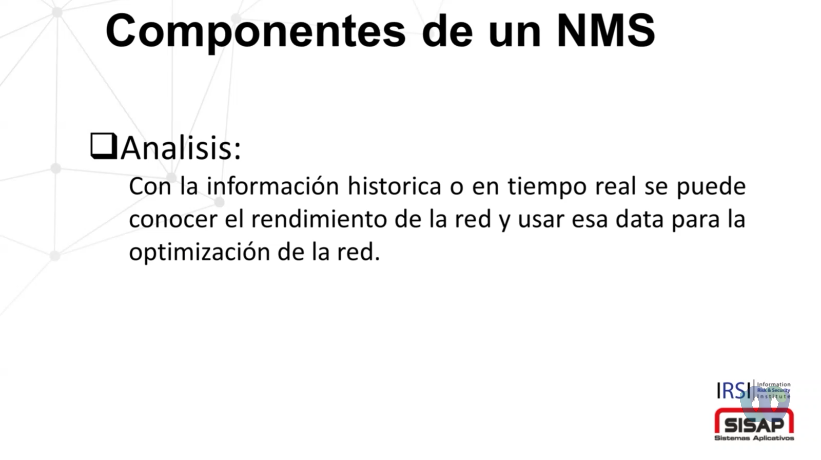 Componentes de un NMS
Analisis:
Con la información historica o en tiempo real se puede
conocer el rendimiento de la red y usar esa data para la
optimización de la red.
IRSI Information
Risk & Security
Institute
SISAP
Sistemas Aplicativos